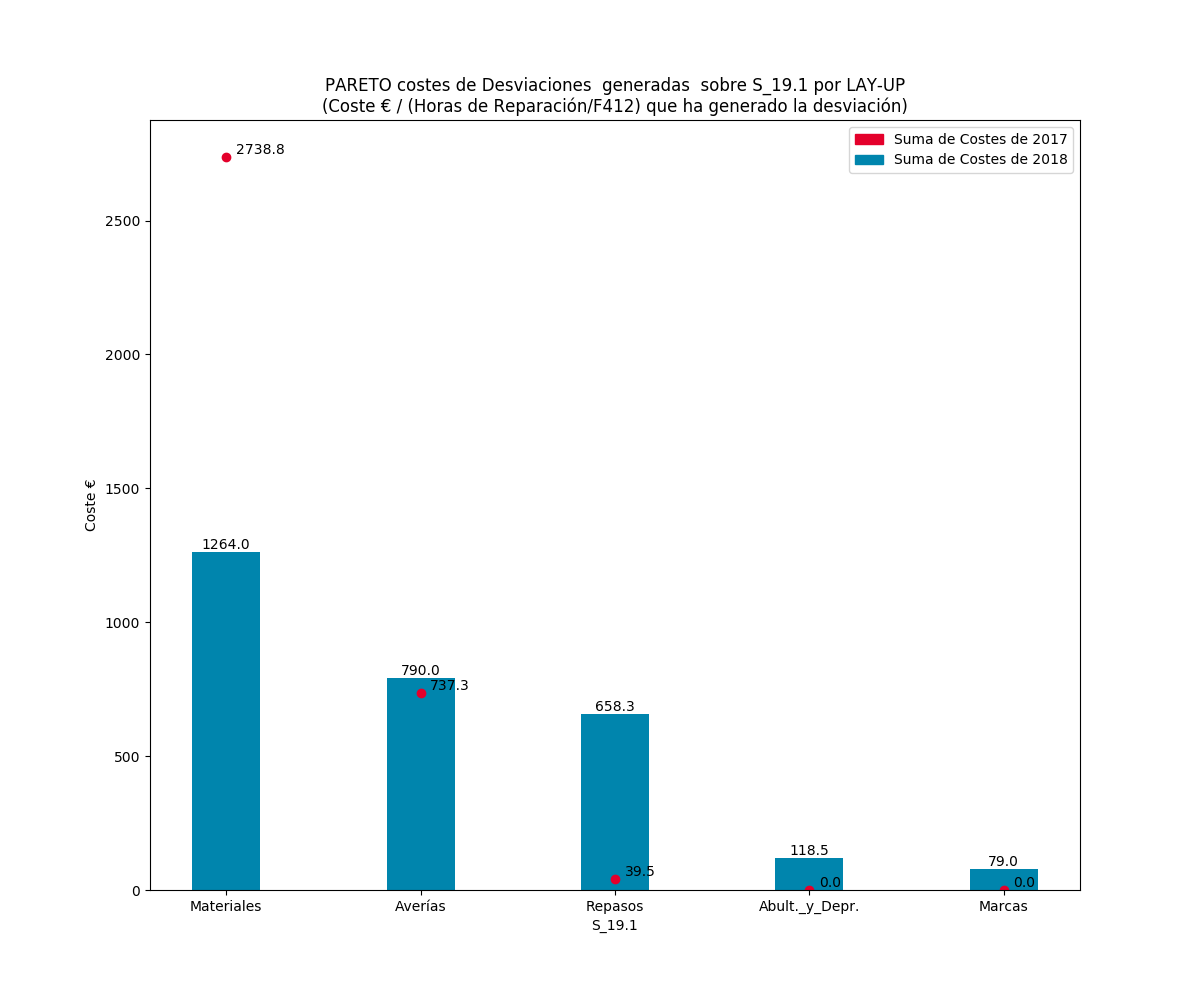 PARETO costes de Desviaciones  generadas  sobre S_19.1 por LAY-UP
(Coste € / (Horas de Reparación/F412) que ha generado la desviación)
Suma de Costes de 2017
Suma de Costes de 2018
Coste €
2500
2000
1500
1000
500
0
2738.8
1264.0
790.0
737.3
658.3
39.5
118.5
0.0
79.0
0.0
Materiales
Averías
Repasos
Abult._y_Depr.
Marcas
S_19.1